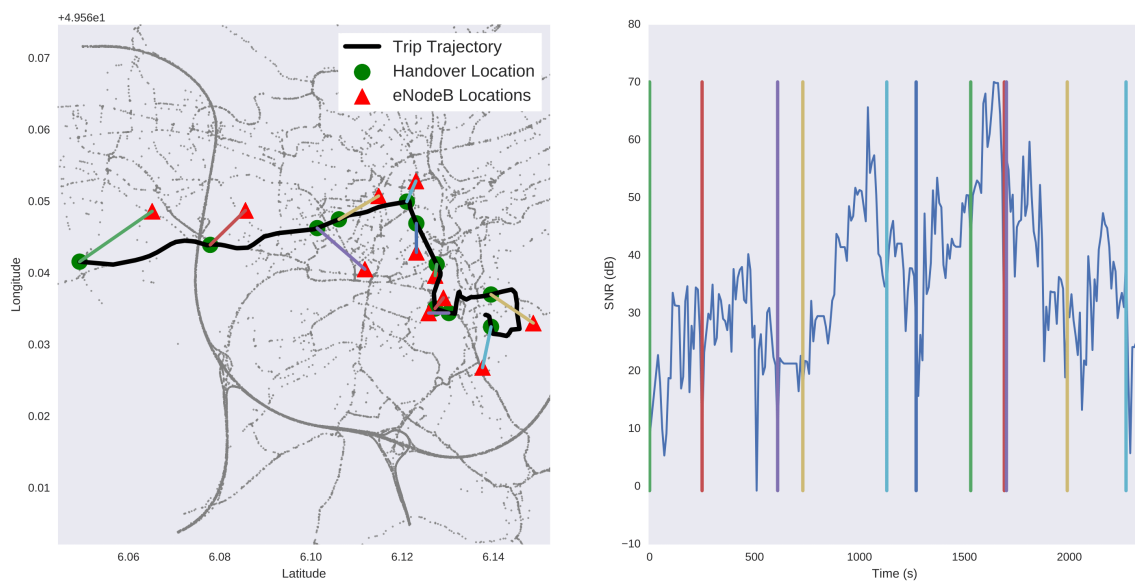 +4.956e1
0.07
0.06
0.05
0.04
0.03
0.02
0.01
Longitude
6.06 6.08 6.10 6.12 6.14
Latitude
Trip Trajectory
Handover Location
eNodeB Locations
80
70
60
50
40
30
20
10
0
−10
SNR (dB)
0 500 1000 1500 2000
Time (s)